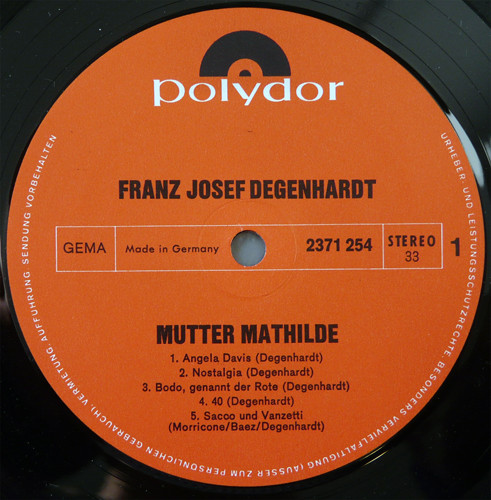 polydor
FRANZ JOSEF DEGENHARDT
GEMA
Made in Germany
2371 254
STEREO
33
1
MUTTER MATHILDE
1. Angela Davis (Degenhardt)
2. Nostalgia (Degenhardt)
3. Bodo, genannt der Rote (Degenhardt)
4. 40 (Degenhardt)
5. Sacco und Vanzetti
(Morricone/Baez/Degenhardt)
URHEBER- UND LEISTUNGSSCHUTZRECHTE, BESONDERS VERVIELFÄLTIGUNG (AUSSER ZUM PERSÖNLICHEN GEBRAUCH), VERMIETUNG, AUFFÜHRUNG, SENDUNG VORBEHALTEN